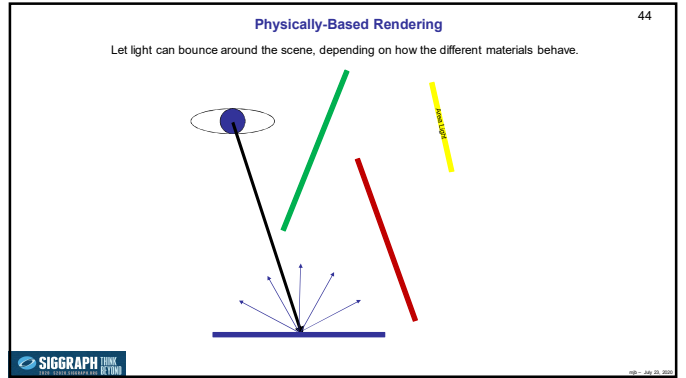 44
Physically-Based Rendering
Let light can bounce around the scene, depending on how the different materials behave.
Area Light
SIGGRAPH THINK
BEYOND
mjb – July 23, 2020